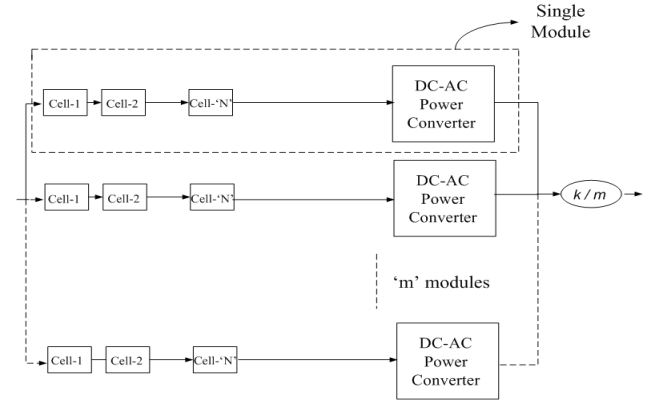 Single
Module
Cell-1
Cell-2
Cell-‘N’
DC-AC
Power
Converter
Cell-1
Cell-2
Cell-‘N’
DC-AC
Power
Converter
k / m
‘m’ modules
Cell-1
Cell-2
Cell-‘N’
DC-AC
Power
Converter